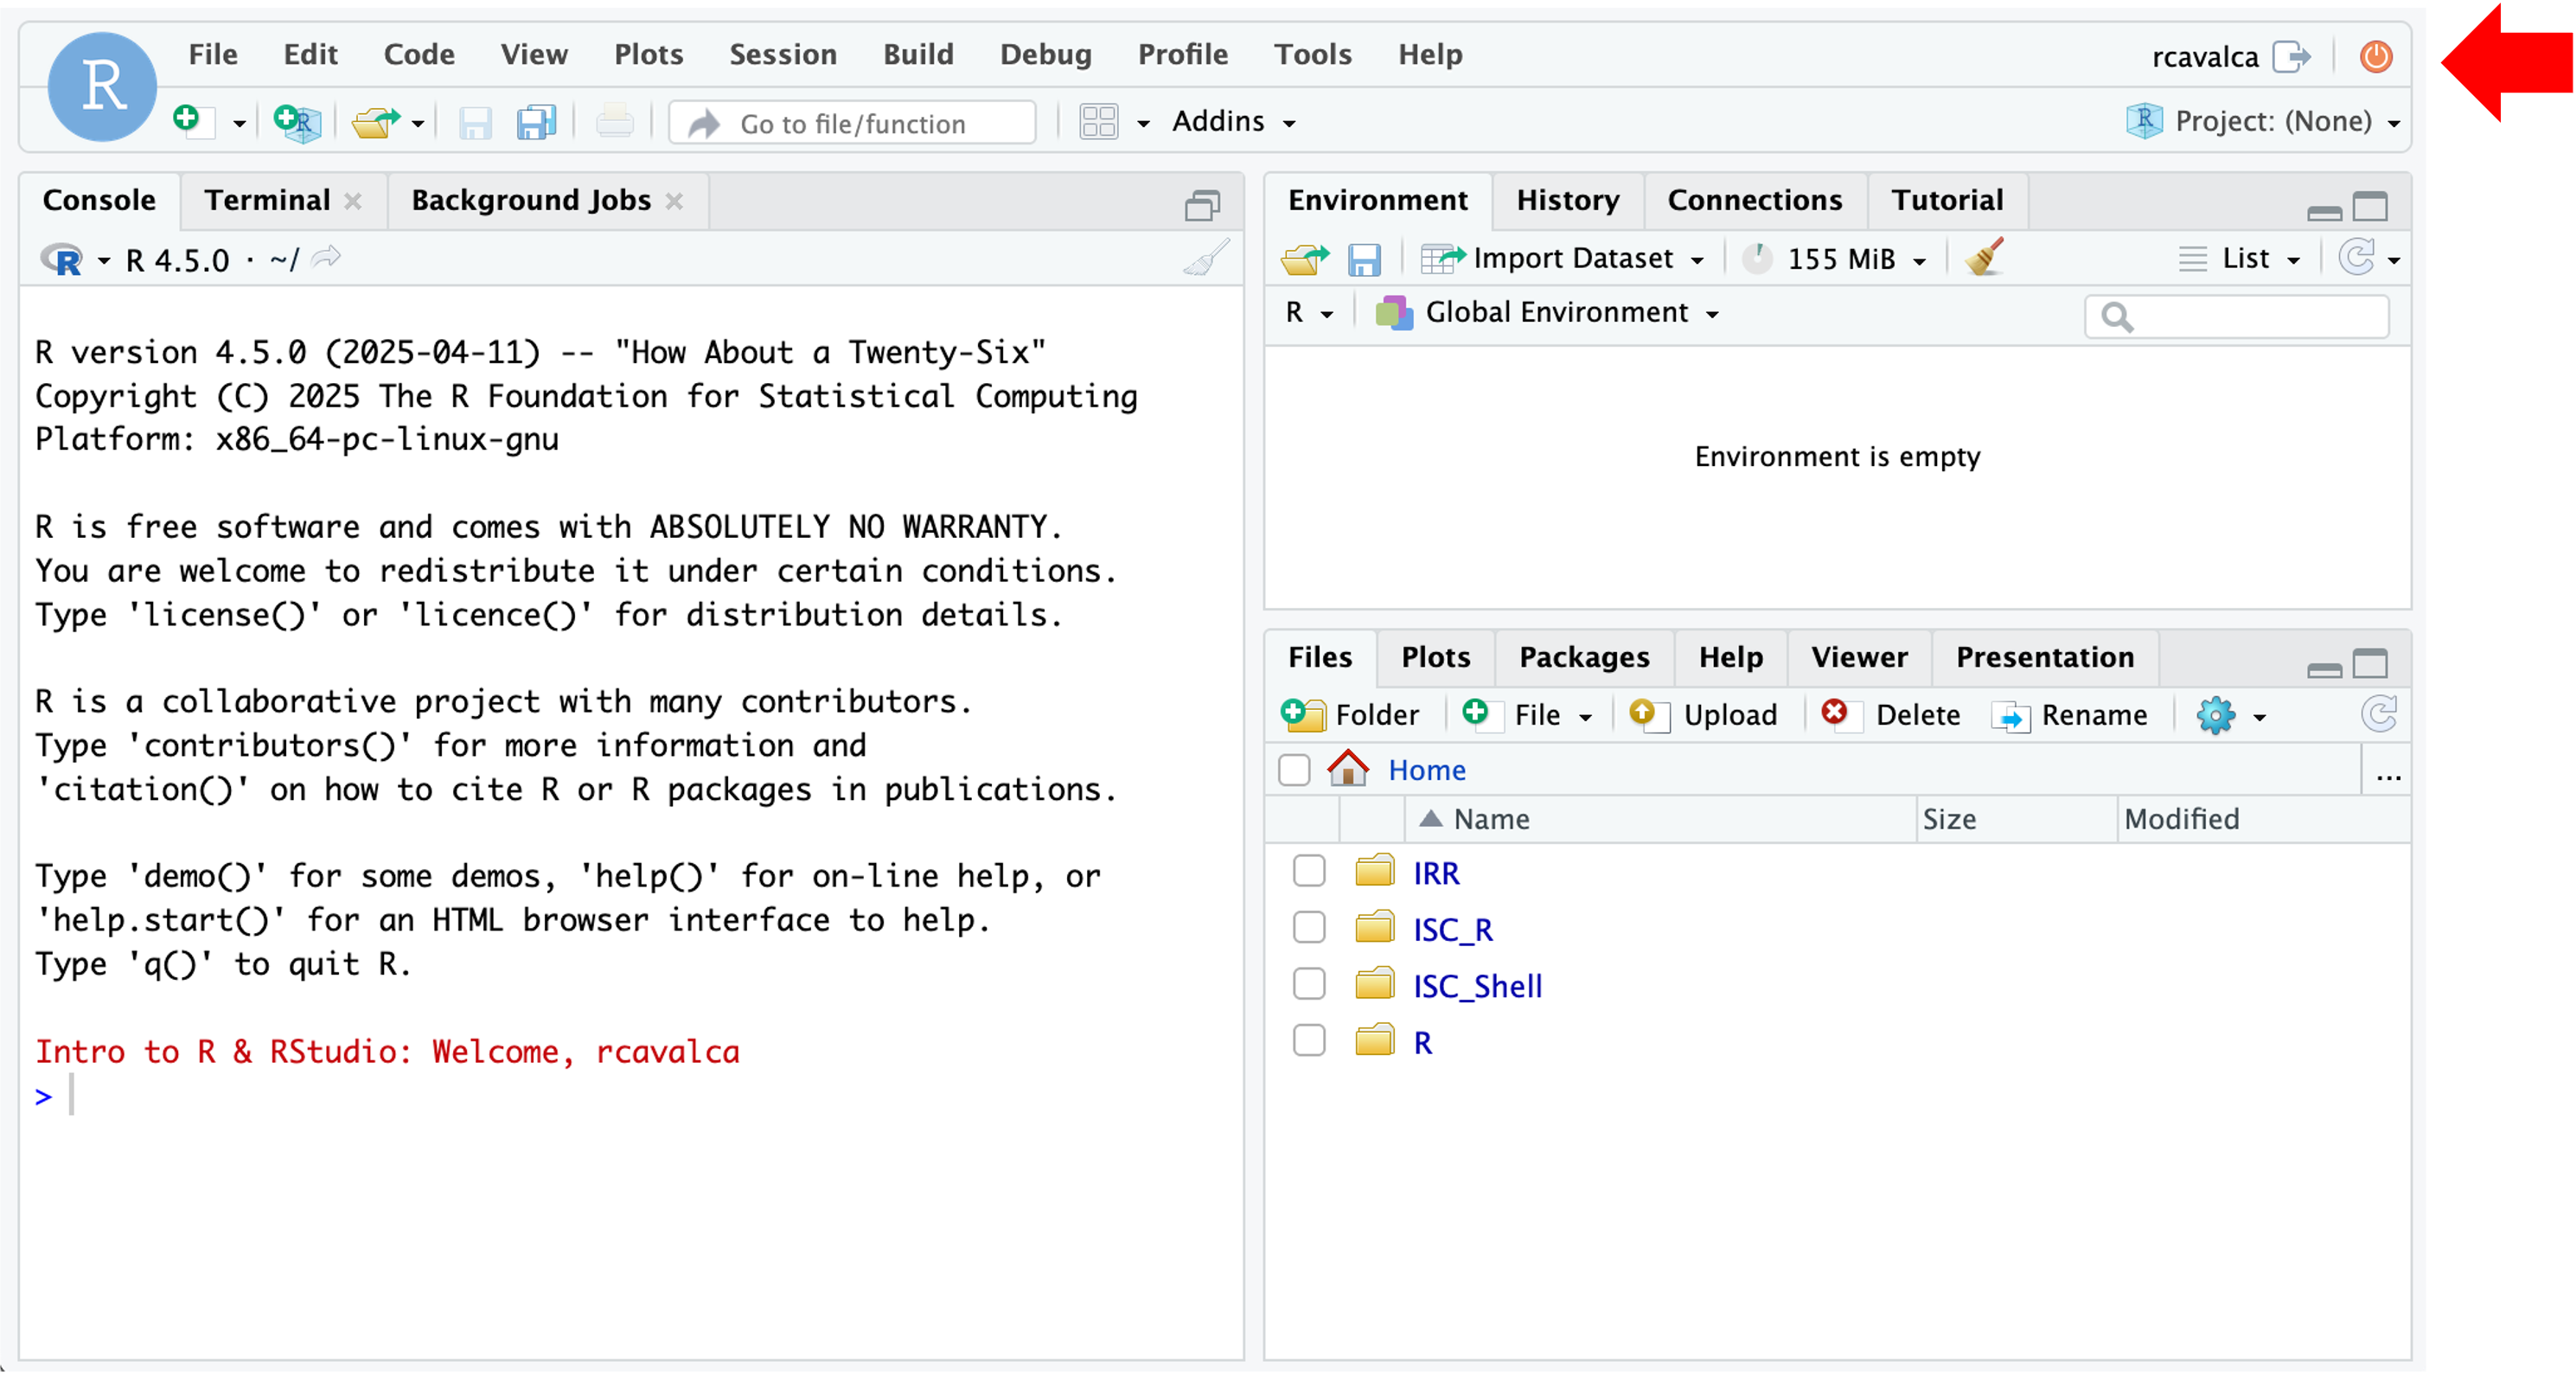 R
File Edit Code View Plots Session Build Debug Profile Tools Help
rcavalca
Go to file/function
Addins
Project: (None)
Console Terminal Background Jobs
R 4.5.0 · ~/
R version 4.5.0 (2025-04-11) -- "How About a Twenty-Six"
Copyright (C) 2025 The R Foundation for Statistical Computing
Platform: x86_64-pc-linux-gnu
R is free software and comes with ABSOLUTELY NO WARRANTY.
You are welcome to redistribute it under certain conditions.
Type 'license()' or 'licence()' for distribution details.
R is a collaborative project with many contributors.
Type 'contributors()' for more information and
'citation()' on how to cite R or R packages in publications.
Type 'demo()' for some demos, 'help()' for on-line help, or
'help.start()' for an HTML browser interface to help.
Type 'q()' to quit R.
Intro to R & RStudio: Welcome, rcavalca
>
Environment History Connections Tutorial
Import Dataset 155 MiB List
R Global Environment
Environment is empty
Files Plots Packages Help Viewer Presentation
Folder File Upload Delete Rename
Home ...
Name Size Modified
IRR
ISC_R
ISC_Shell
R